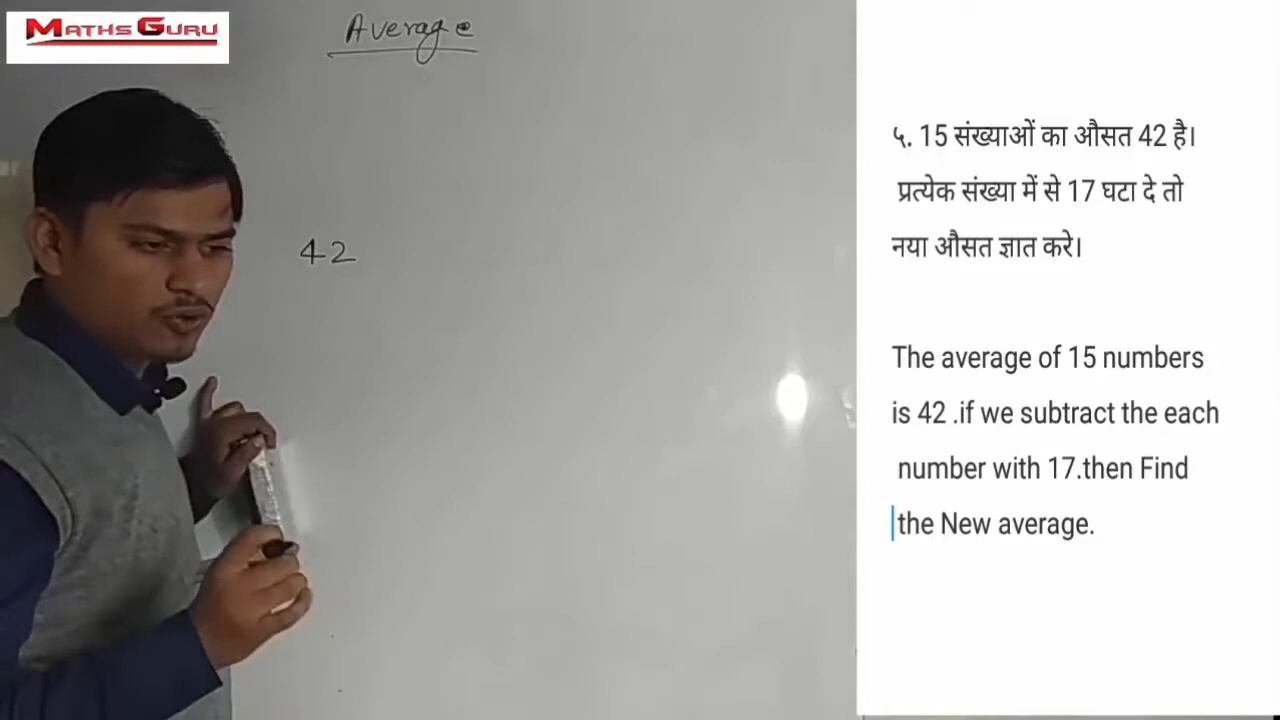 MATHS GURU
Average
42
५. 15 संख्याओं का औसत 42 है।
प्रत्येक संख्या में से 17 घटा दे तो
नया औसत ज्ञात करे।
The average of 15 numbers
is 42 .if we subtract the each
number with 17.then Find
the New average.